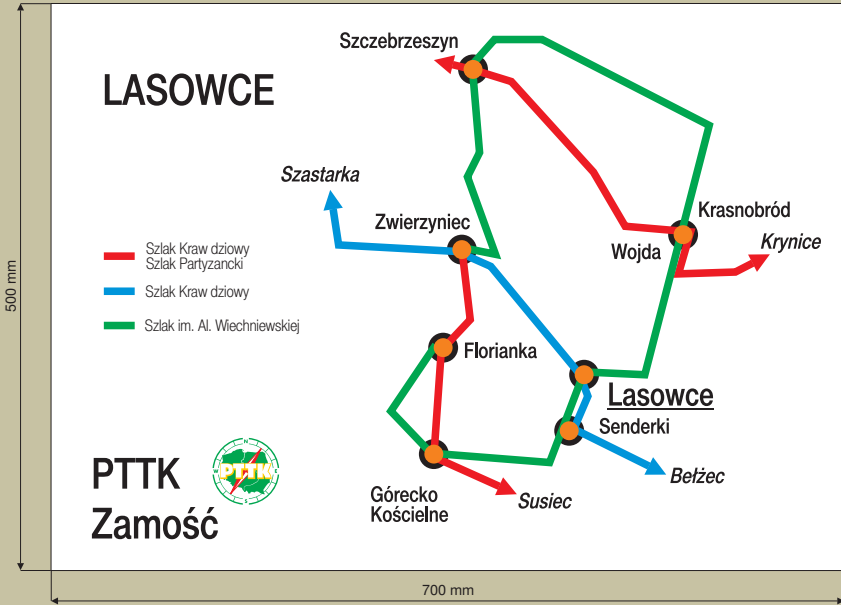 LASOWCE
Szczebrzeszyn
Szastarka
Zwierzyniec
Krasnobród
Wojda
Krynice
Szlak Kraw dziowy
Szlak Partyzancki
Szlak Kraw dziowy
Szlak im. Al. Wiechniewskiej
Florianka
Lasowce
Senderki
Bełżec
Górecko
Kościelne
Susiec
PTTK
PTTK
Zamość
500 mm
700 mm